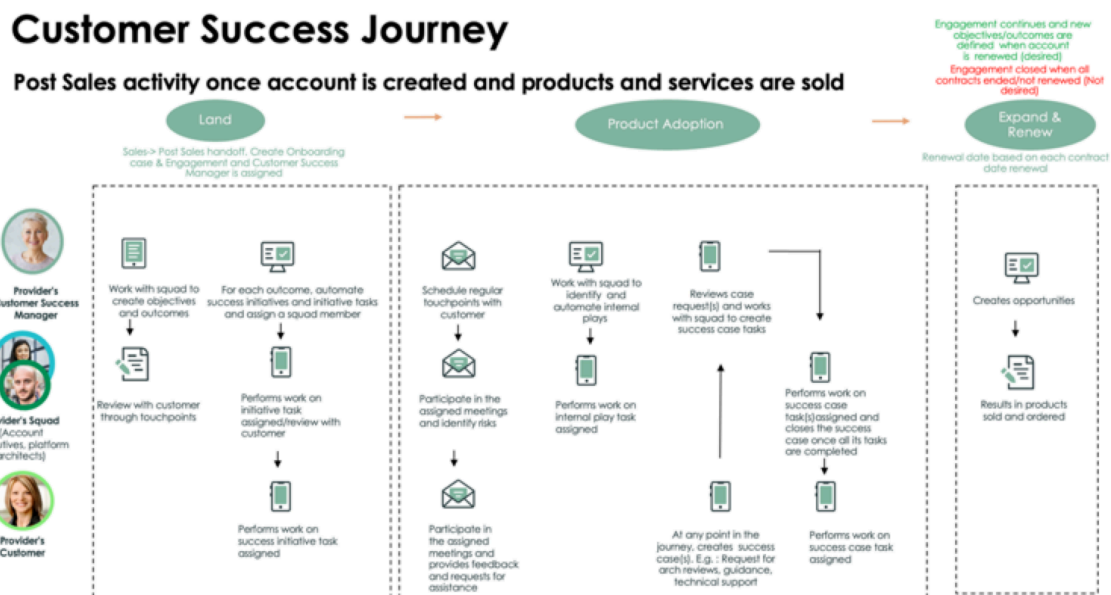 Customer Success Journey
Engagement continues and new
objectives/outcomes are
defined when account
is renewed (desired)
Engagement closed when all
contracts ended/not renewed (Not
desired)
Post Sales activity once account is created and products and services are sold
Land
Product Adoption
Expand &
Renew
Sales-> Post Sales handoff, Create Onboarding
case & Engagement and Customer Success
Manager is assigned
Renewal date based on each contract
date renewal
Provider's
ustomer Success
Manager
Work with squad to
create objectives
and outcomes
For each outcome, automate
success initiatives and initiative tasks
and assign a squad member
Schedule regular
touchpoints with
customer
Work with squad to
identify and
automate internal
plays
Reviews case
request(s) and works
with squad to create
success case tasks
Creates opportunities
vider's Squad
(Account
utives, platform
architects)
Review with customer
through touchpoints
Performs work on
initiative task
assigned/review with
customer
Participate in the
assigned meetings
and identify risks
Performs work on
internal play task
assigned
Performs work on
success case
task(s)assigned and
closes the success
case once all its tasks
are completed
Results in products
sold and ordered
Provider's
Customer
Performs work on
success initiative task
assigned
Participate in
the assigned
meetings and
provides feedback
and requests for
assistance
At any point in the
journey, creates success
case(s). E.g. : Request for
arch reviews, guidance,
technical support
Performs work on
success case task
assigned